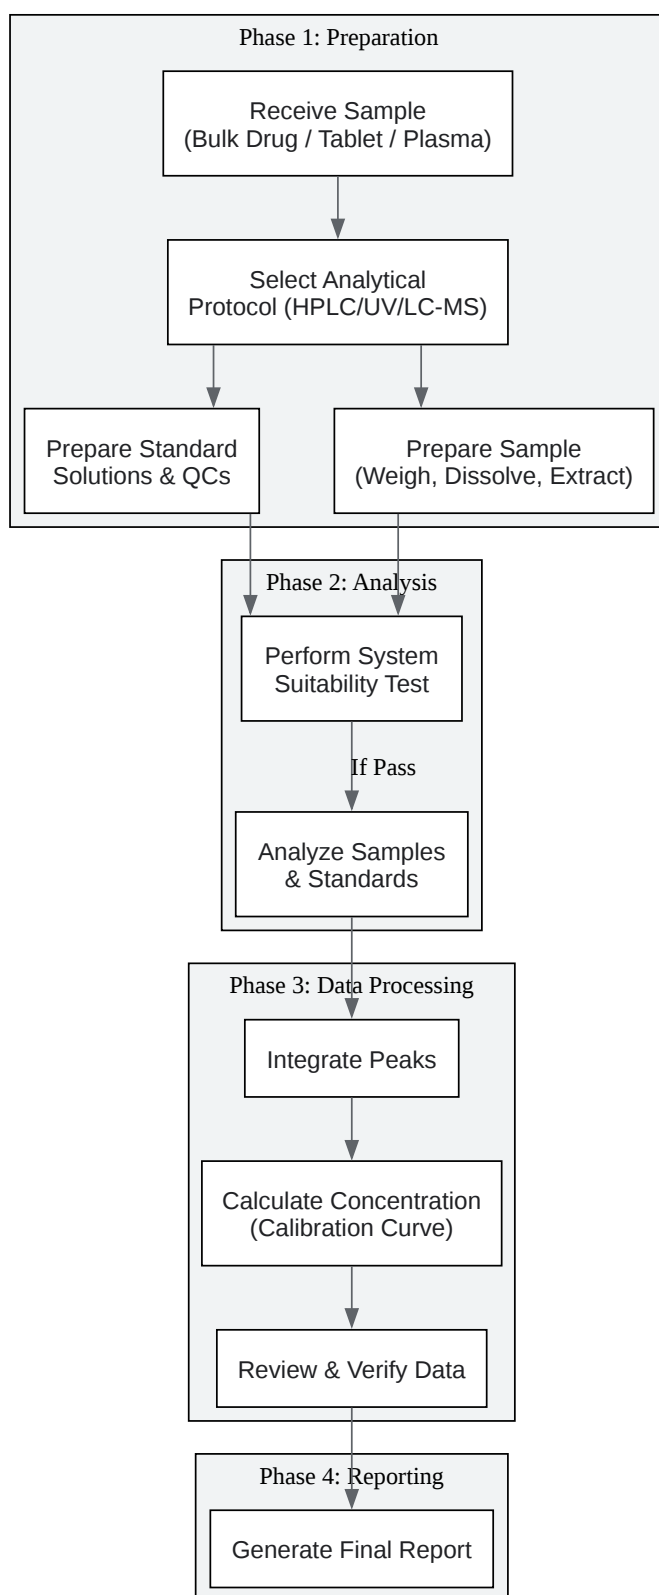 Phase 1: Preparation
Receive Sample
(Bulk Drug / Tablet / Plasma)
Select Analytical
Protocol (HPLC/UV/LC-MS)
Prepare Standard
Solutions & QCs
Prepare Sample
(Weigh, Dissolve, Extract)
Phase 2: Analysis
Perform System
Suitability Test
If Pass
Analyze Samples
& Standards
Phase 3: Data Processing
Integrate Peaks
Calculate Concentration
(Calibration Curve)
Review & Verify Data
Phase 4: Reporting
Generate Final Report